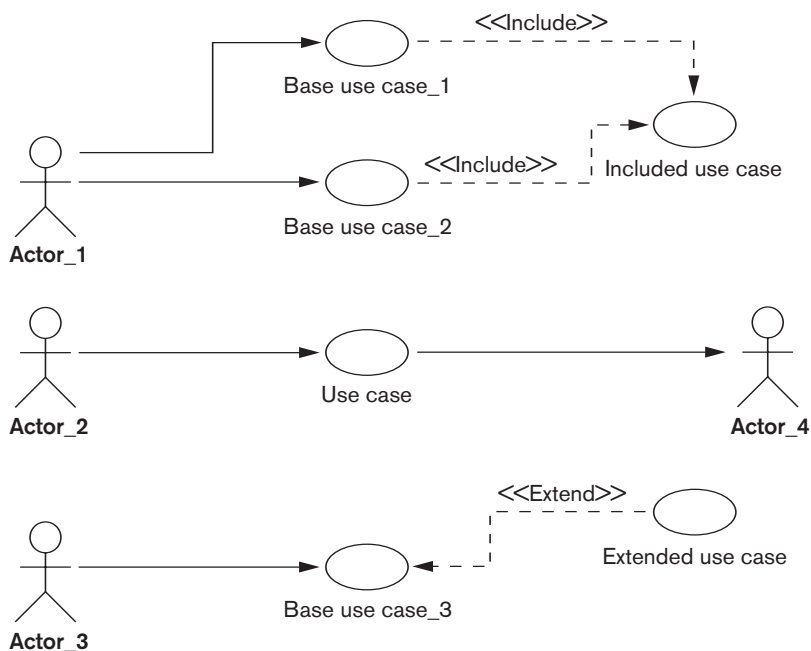 <<Include>>
Base use case_1
<<Include>>
Included use case
Base use case_2
Actor_1
Use case
Actor_2
Actor_4
<<Extend>>
Extended use case
Base use case_3
Actor_3